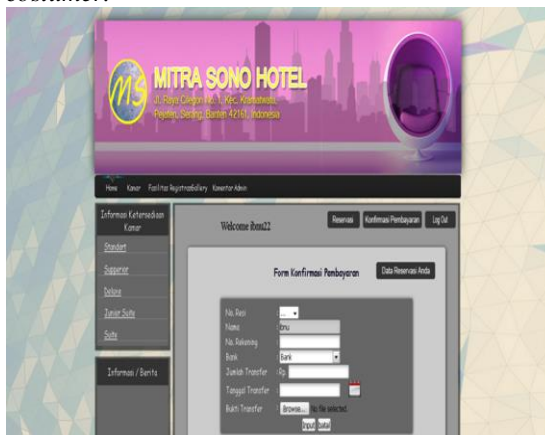 costumer.
MS
MITRA SONO HOTEL
Jl. Raya Cilegon No. 1, Kec. Kramatwatu,
Pejaten, Serang, Banten 42161, Indonesia
Home Kamar Fasilitas Registrasi Gallery Komentar Admin
Informasi Ketersediaan
Kamar
Standart
Superior
Deluxe
Junior Suite
Suite
Informasi / Berita
Welcome ibnu22
Reservasi Konfirmasi Pembayaran Log Out
Form Konfirmasi Pembayaran
Data Reservasi Anda
No. Resi : ...
Nama : ibnu
No. Rekening :
Bank : Bank
Jumlah Transfer : Rp.
Tanggal Transfer :
Bukti Transfer : Browse... No file selected.
Input batal